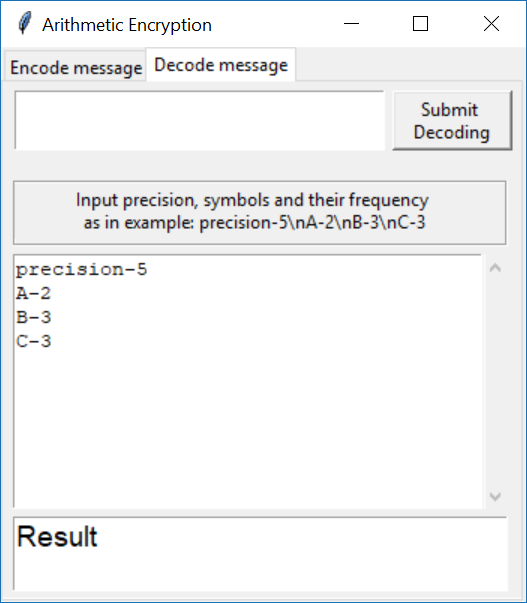 Arithmetic Encryption
Encode message
Decode message
Submit
Decoding
Input precision, symbols and their frequency
as in example: precision-5\nA-2\nB-3\nC-3
precision-5
A-2
B-3
C-3
Result